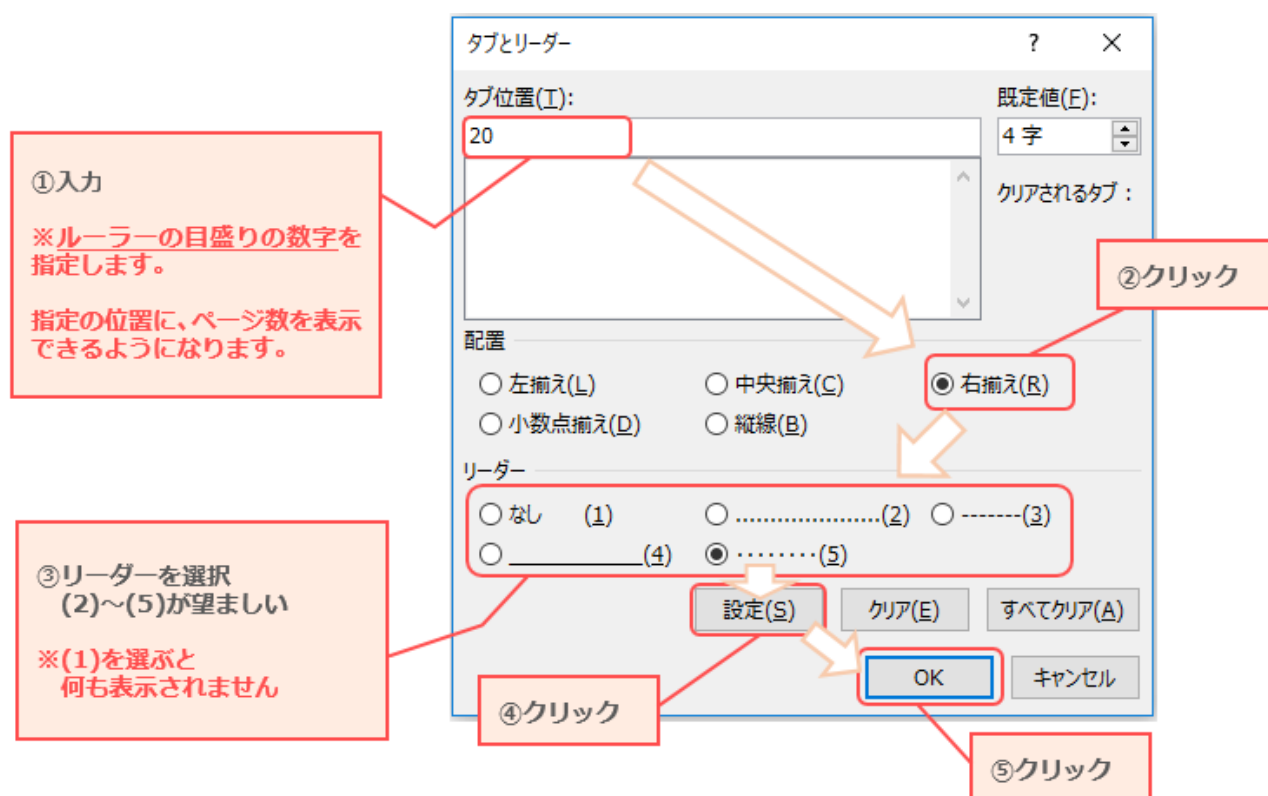 タブとリーダー ? ×
タブ位置(T): 既定値(F):
20 4 字
クリアされるタブ：
①入力
※ルーラーの目盛りの数字を
指定します。
指定の位置に、ページ数を表示
できるようになります。
②クリック
配置
左揃え(L) 中央揃え(C) 右揃え(R)
小数点揃え(D) 縦線(B)
リーダー
なし (1) .....................(2) -------(3)
_____________(4) ········(5)
③リーダーを選択
(2)～(5)が望ましい
※(1)を選ぶと
何も表示されません
設定(S) クリア(E) すべてクリア(A)
OK キャンセル
④クリック
⑤クリック